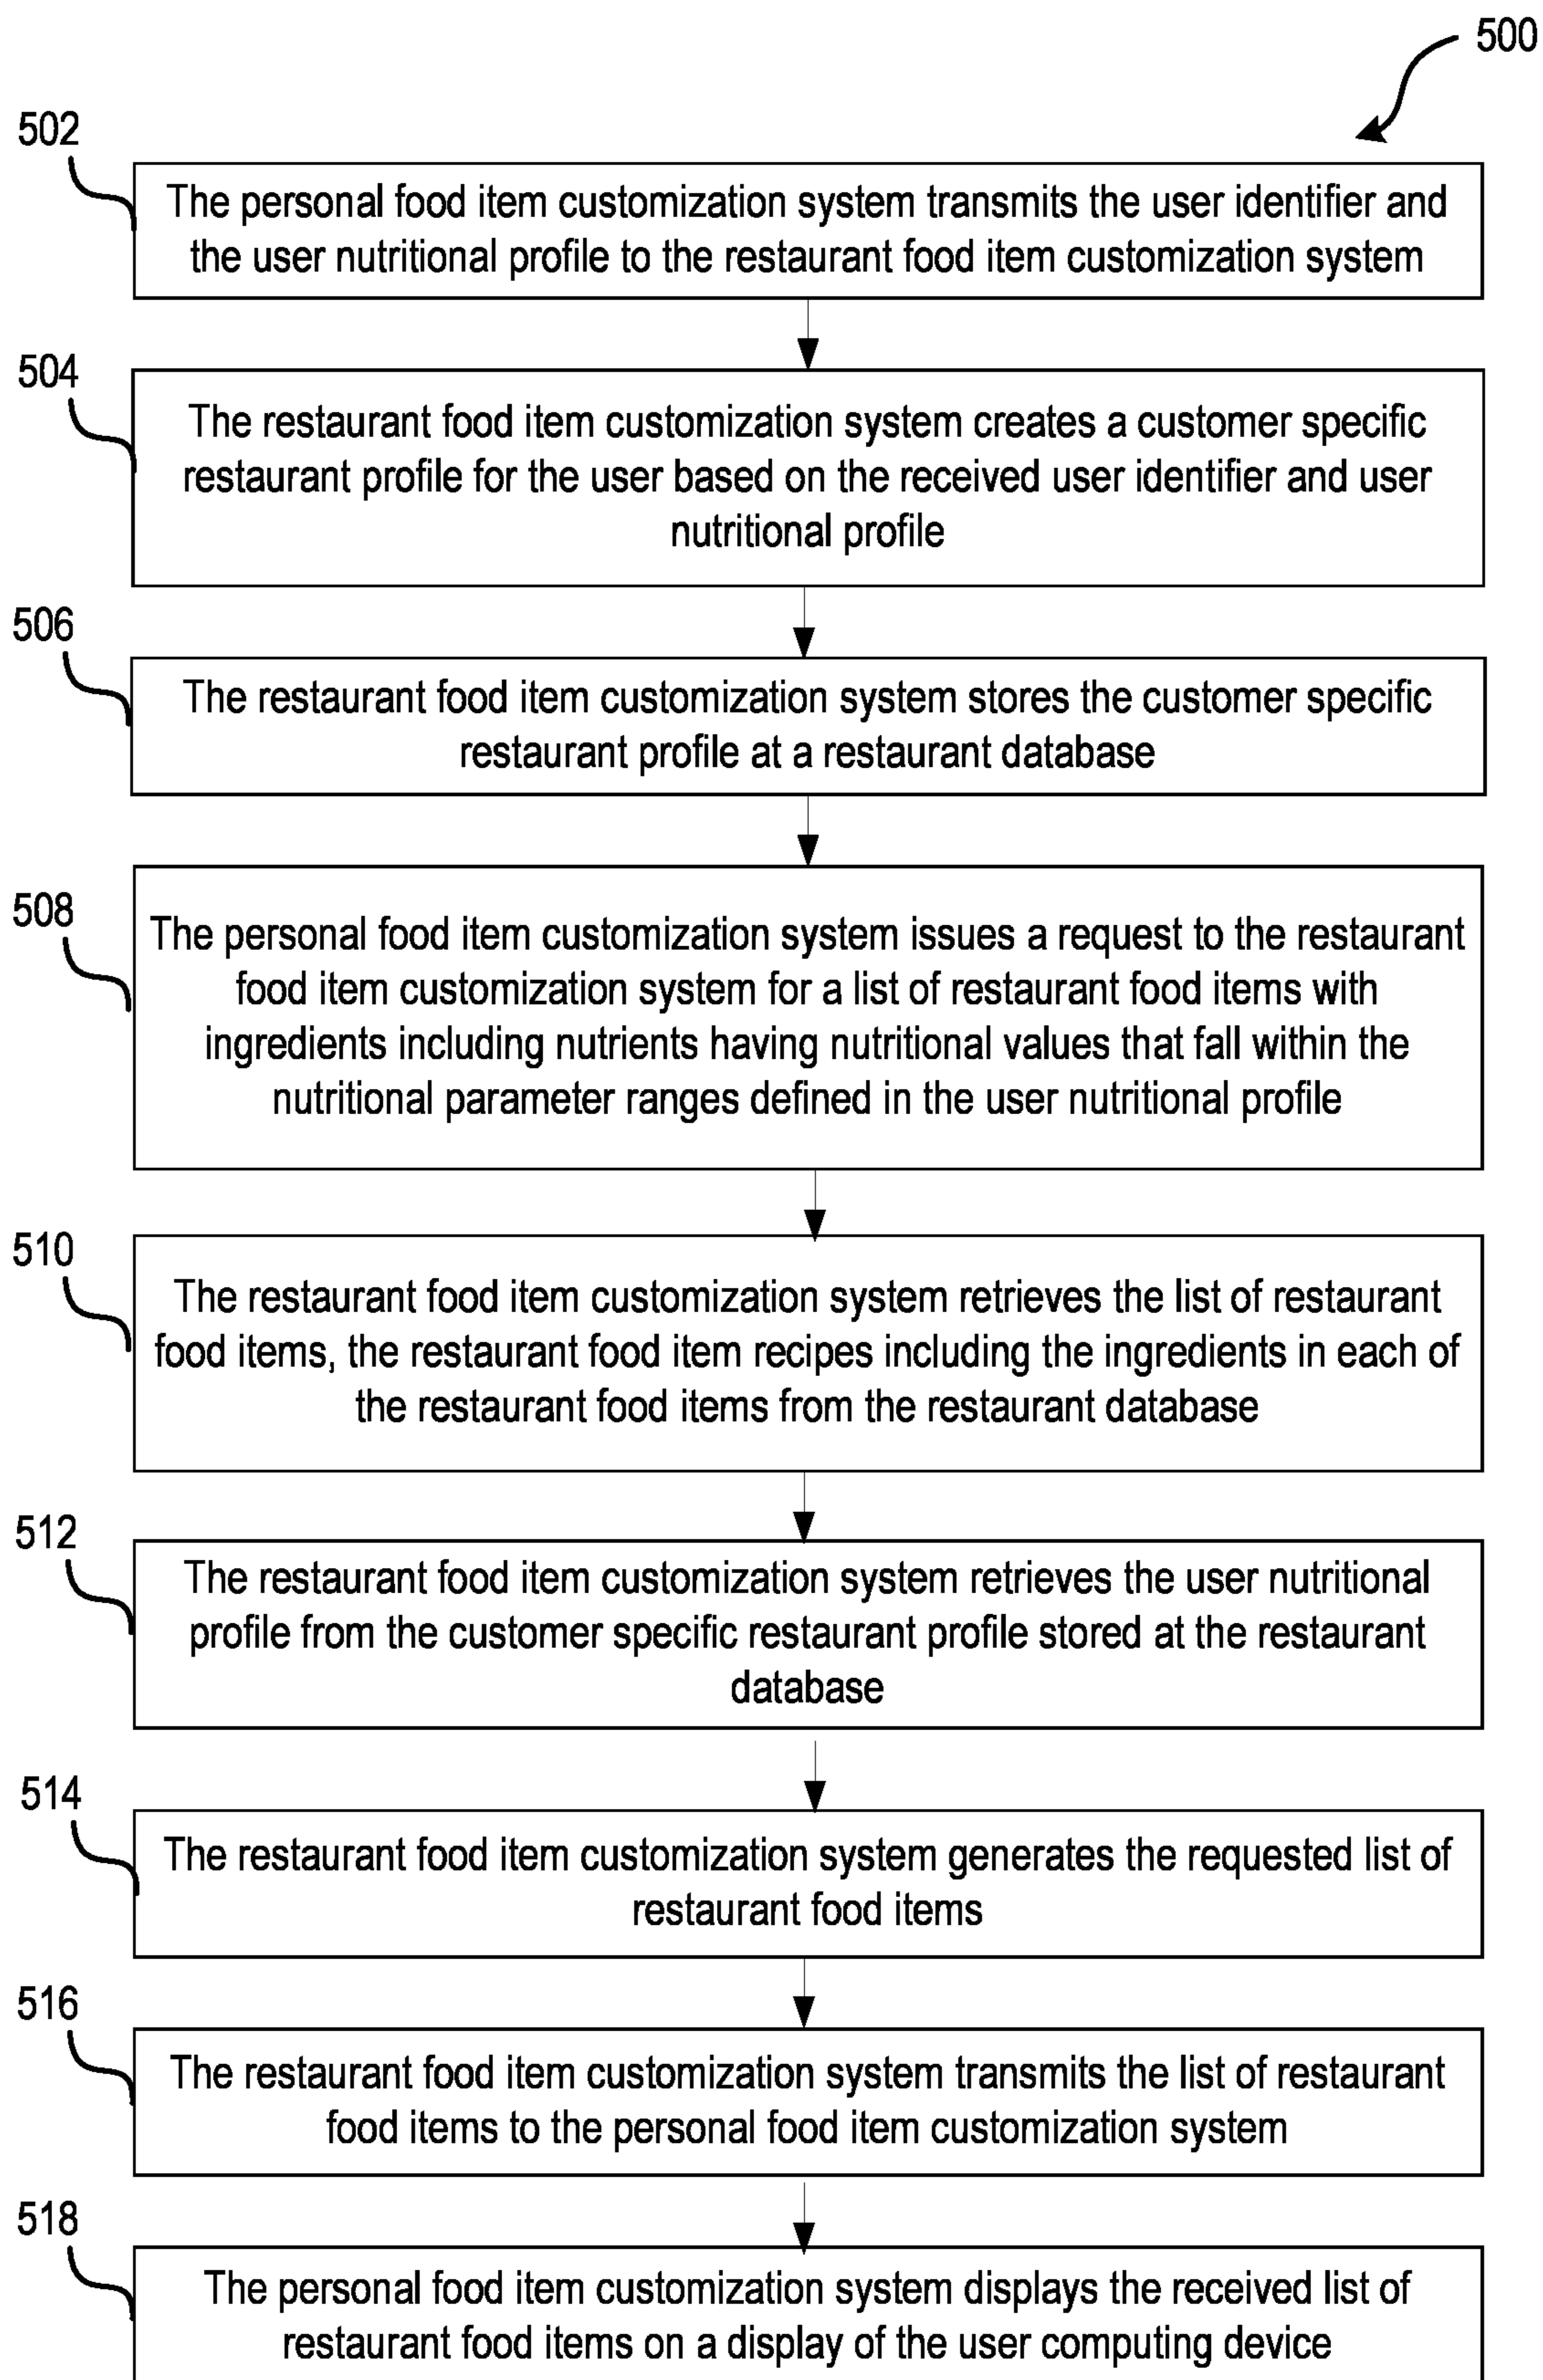 500
502
The personal food item customization system transmits the user identifier and
the user nutritional profile to the restaurant food item customization system
504
The restaurant food item customization system creates a customer specific
restaurant profile for the user based on the received user identifier and user
nutritional profile
506
The restaurant food item customization system stores the customer specific
restaurant profile at a restaurant database
508
The personal food item customization system issues a request to the restaurant
food item customization system for a list of restaurant food items with
ingredients including nutrients having nutritional values that fall within the
nutritional parameter ranges defined in the user nutritional profile
510
The restaurant food item customization system retrieves the list of restaurant
food items, the restaurant food item recipes including the ingredients in each of
the restaurant food items from the restaurant database
512
The restaurant food item customization system retrieves the user nutritional
profile from the customer specific restaurant profile stored at the restaurant
database
514
The restaurant food item customization system generates the requested list of
restaurant food items
516
The restaurant food item customization system transmits the list of restaurant
food items to the personal food item customization system
518
The personal food item customization system displays the received list of
restaurant food items on a display of the user computing device